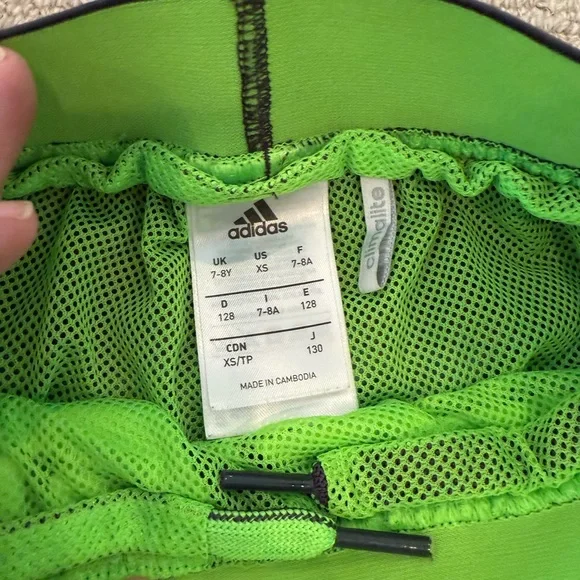 adidas
UK US F
7-8Y XS 7-8A
D I E
128 7-8A 128
CDN J
XS/TP 130
MADE IN CAMBODIA
climalite